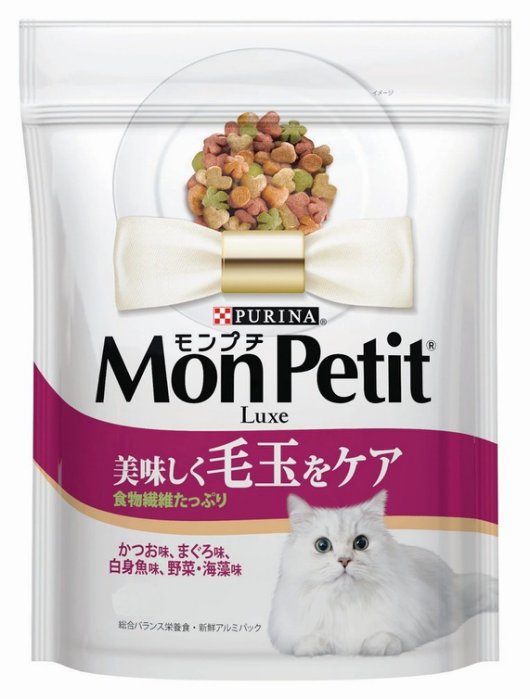 イメージ
PURINA®
モンプチ
MonPetit®
Luxe
美味しく毛玉をケア
食物繊維たっぷり
かつお味、まぐろ味、
白身魚味、野菜・海藻味
総合バランス栄養食・新鮮アルミパック